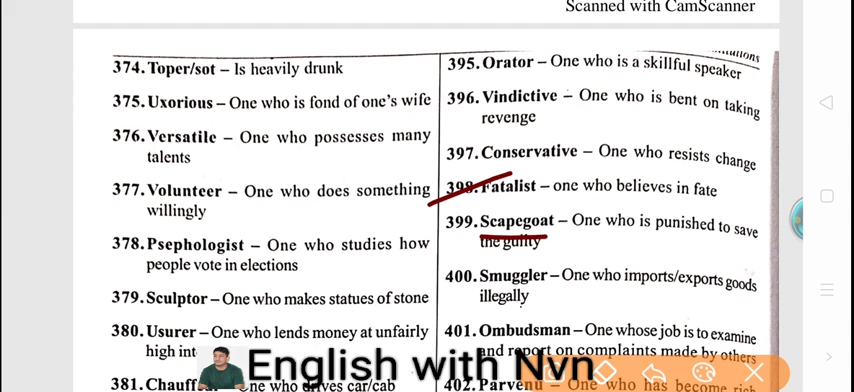 Scanned with CamScanner
374. Toper/sot – Is heavily drunk
375. Uxorious – One who is fond of one's wife
376. Versatile – One who possesses many
talents
377. Volunteer – One who does something
willingly
378. Psephologist – One who studies how
people vote in elections
379. Sculptor – One who makes statues of stone
380. Usurer – One who lends money at unfairly
high
381.
drives car/cab
395. Orator – One who is a skillful speaker
396. Vindictive – One who is bent on taking
revenge
397. Conservative – One who resists change
398. Fatalist – one who believes in fate
399. Scapegoat – One who is punished to save
the guilty
400. Smuggler – One who imports/exports goods
illegally
401. Ombudsman – One whose job is to examine
and report on complaints made by others
402. Parvenu – One who has become rich
English with Nvn